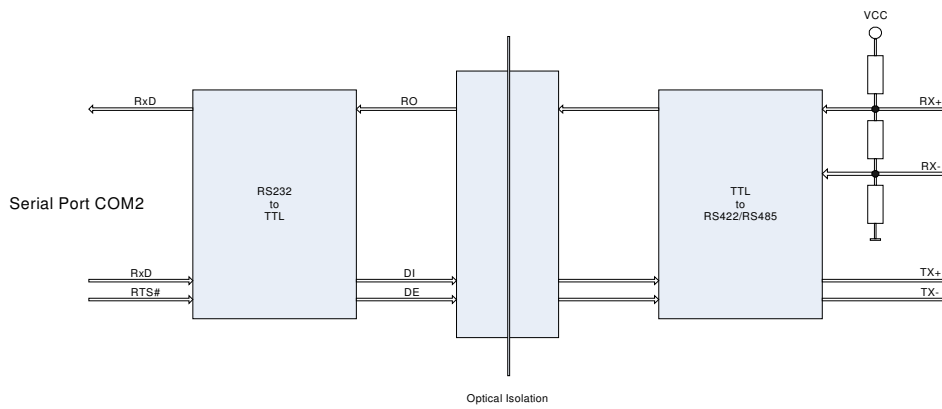 VCC
RxD
RO
RX+
RX-
RS232
to
TTL
TTL
to
RS422/RS485
Serial Port COM2
RxD
DI
TX+
RTS#
DE
TX-
Optical Isolation